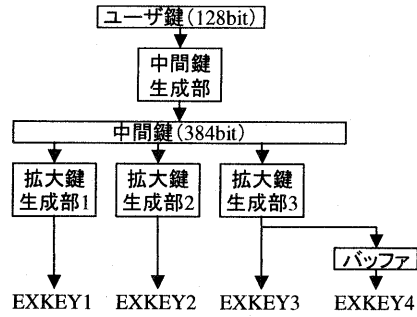 ユーザ鍵(128bit)
中間鍵
生成部
中間鍵(384bit)
拡大鍵
生成部1
拡大鍵
生成部2
拡大鍵
生成部3
バッファ
EXKEY1
EXKEY2
EXKEY3
EXKEY4